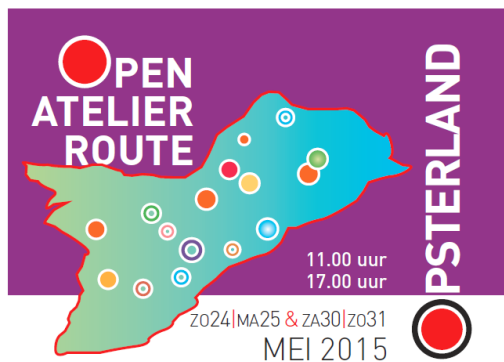 OPEN
ATELIER
ROUTE
OPSTERLAND
11.00 uur
17.00 uur
ZO24|MA25 & ZA30|ZO31
MEI 2015